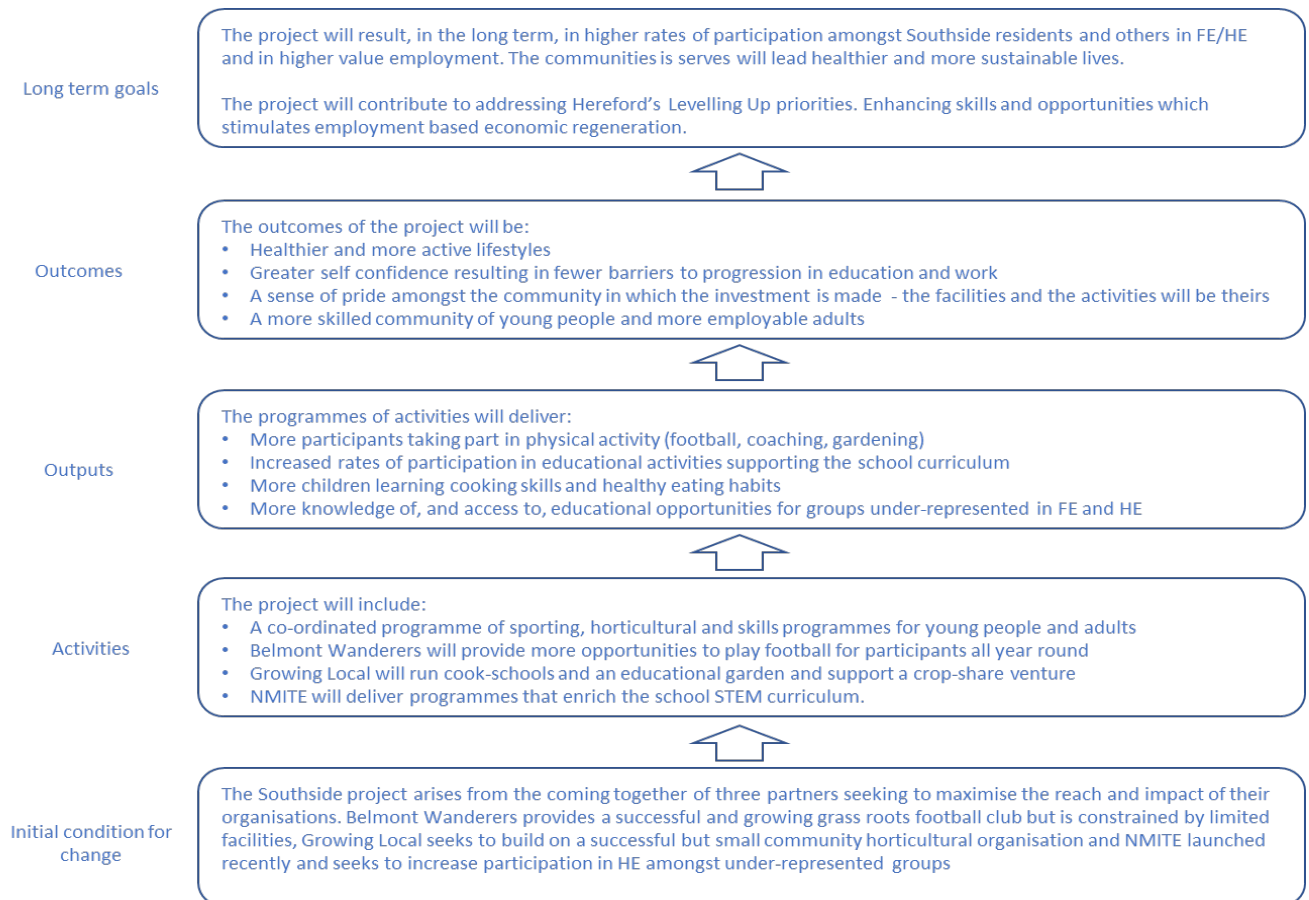 Long term goals
The project will result, in the long term, in higher rates of participation amongst Southside residents and others in FE/HE
and in higher value employment. The communities is serves will lead healthier and more sustainable lives.
The project will contribute to addressing Hereford's Levelling Up priorities. Enhancing skills and opportunities which
stimulates employment based economic regeneration.
Outcomes
The outcomes of the project will be:
• Healthier and more active lifestyles
• Greater self confidence resulting in fewer barriers to progression in education and work
• A sense of pride amongst the community in which the investment is made - the facilities and the activities will be theirs
• A more skilled community of young people and more employable adults
Outputs
The programmes of activities will deliver:
• More participants taking part in physical activity (football, coaching, gardening)
• Increased rates of participation in educational activities supporting the school curriculum
• More children learning cooking skills and healthy eating habits
• More knowledge of, and access to, educational opportunities for groups under-represented in FE and HE
Activities
The project will include:
• A co-ordinated programme of sporting, horticultural and skills programmes for young people and adults
• Belmont Wanderers will provide more opportunities to play football for participants all year round
• Growing Local will run cook-schools and an educational garden and support a crop-share venture
• NMITE will deliver programmes that enrich the school STEM curriculum.
Initial condition for
change
The Southside project arises from the coming together of three partners seeking to maximise the reach and impact of their
organisations. Belmont Wanderers provides a successful and growing grass roots football club but is constrained by limited
facilities, Growing Local seeks to build on a successful but small community horticultural organisation and NMITE launched
recently and seeks to increase participation in HE amongst under-represented groups